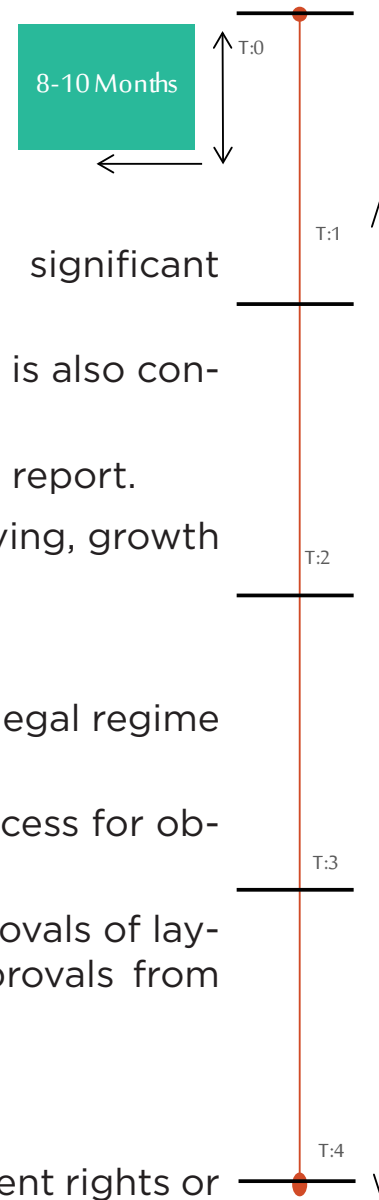 8-10 Months
T:0
T:1
significant
is also con-
report.
ving, growth
T:2
egal regime
cess for ob-
T:3
ovals of lay-
provals from
T:4
ent rights or